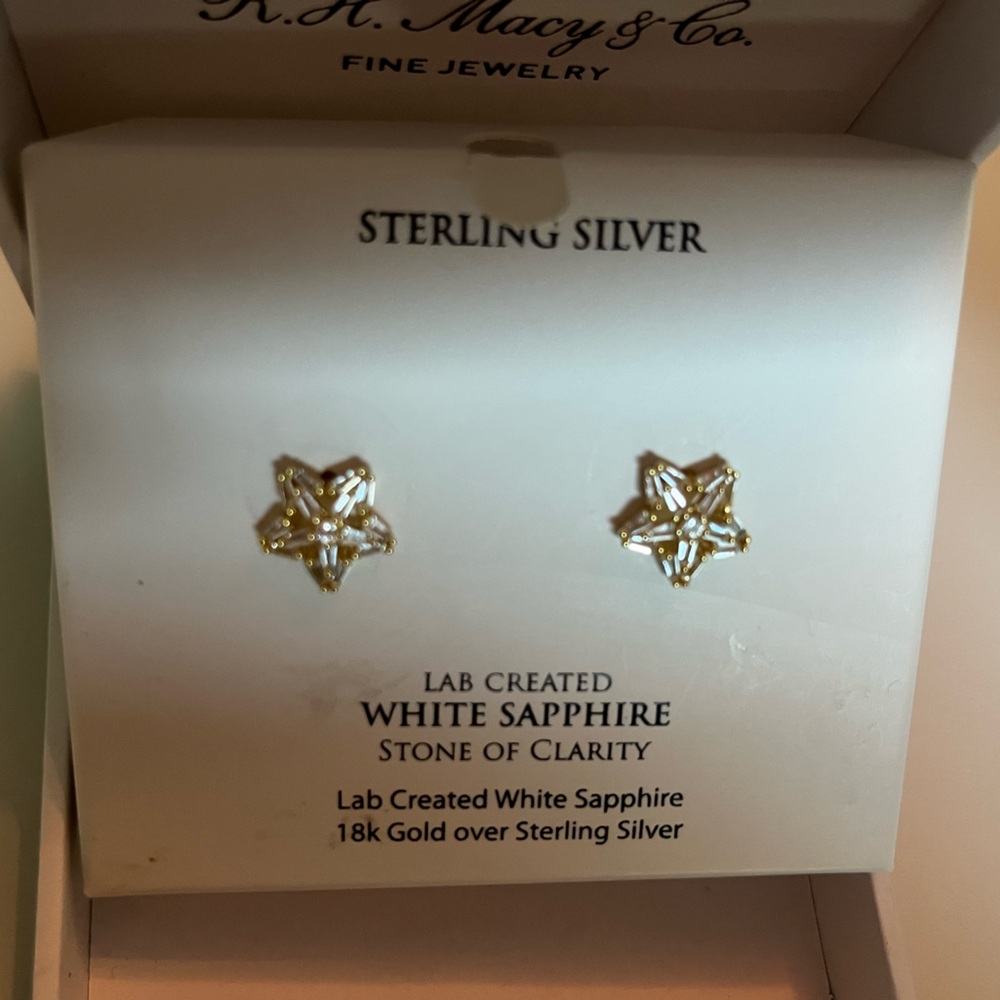 R.H. Macy & Co.
FINE JEWELRY
STERLING SILVER
LAB CREATED
WHITE SAPPHIRE
STONE OF CLARITY
Lab Created White Sapphire
18k Gold over Sterling Silver